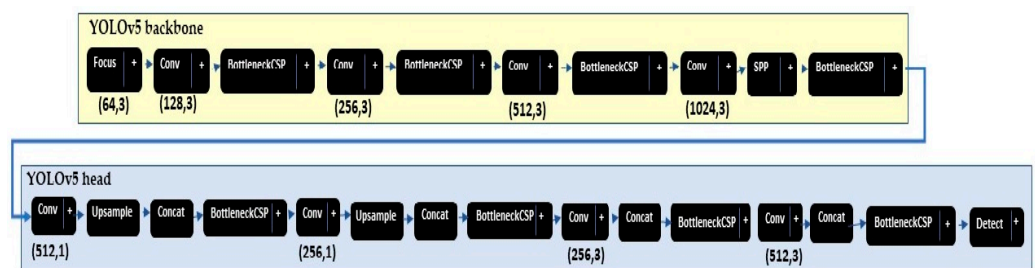 YOLOv5 backbone
Focus + Conv + BottleneckCSP + Conv + BottleneckCSP + Conv + BottleneckCSP + Conv + SPP + BottleneckCSP +
(64,3) (128,3) (256,3) (512,3) (1024,3)
YOLOv5 head
Conv + Upsample Concat BottleneckCSP + Conv + Upsample Concat BottleneckCSP + Conv + Concat BottleneckCSP + Conv + Concat BottleneckCSP + Detect +
(512,1) (256,1) (256,3) (512,3)